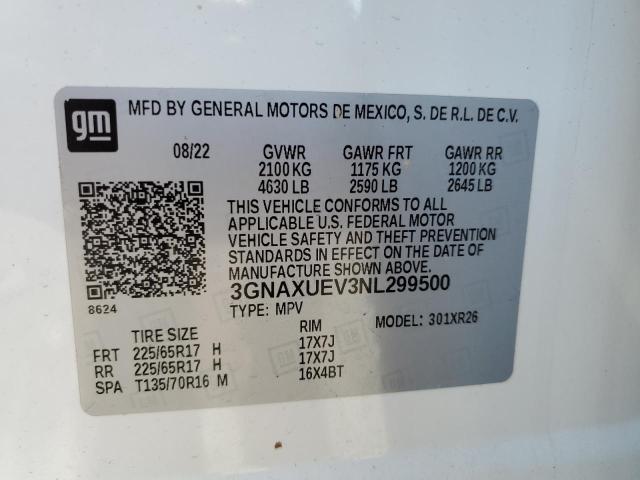 gm
MFD BY GENERAL MOTORS DE MEXICO, S. DE R.L. DE C.V.
08/22 GVWR GAWR FRT GAWR RR
2100 KG 1175 KG 1200 KG
4630 LB 2590 LB 2645 LB
THIS VEHICLE CONFORMS TO ALL
APPLICABLE U.S. FEDERAL MOTOR
VEHICLE SAFETY AND THEFT PREVENTION
STANDARDS IN EFFECT ON THE DATE OF
MANUFACTURE SHOWN ABOVE.
3GNAXUEV3NL299500
8624
TYPE: MPV MODEL: 301XR26
TIRE SIZE RIM
FRT 225/65R17 H 17X7J
RR 225/65R17 H 17X7J
SPA T135/70R16 M 16X4BT